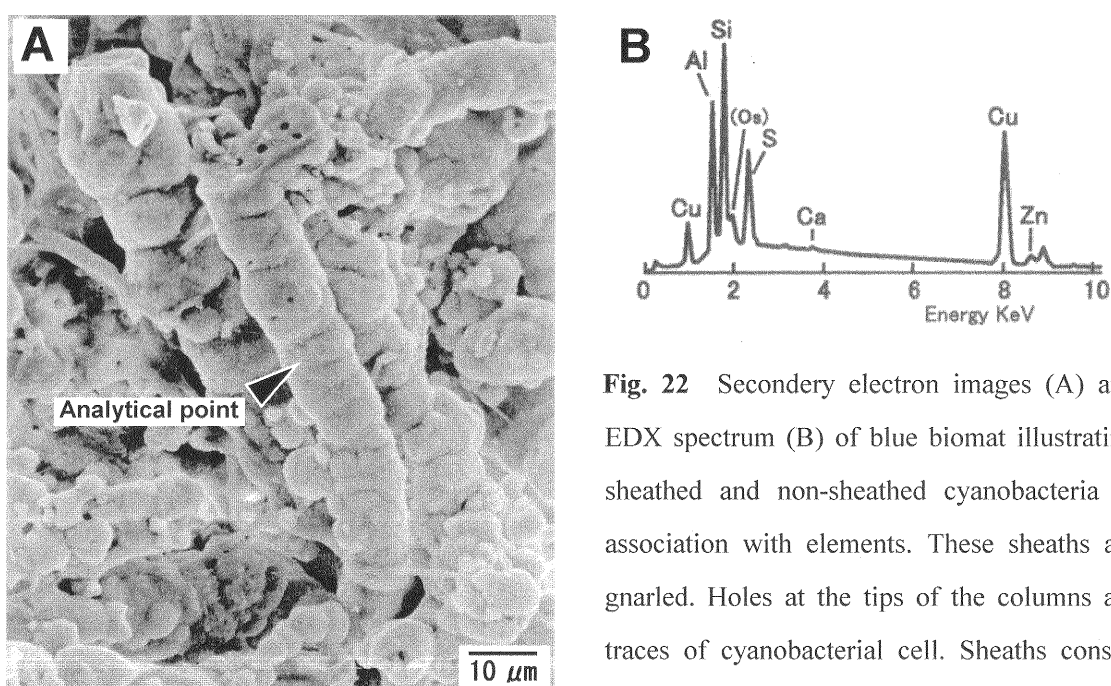 A
Analytical point
10 μm
B
Si
Al
(Os)
S
Cu
Ca
Cu
Zn
0 2 4 6 8 10
Energy KeV
Fig. 22 Secondery electron images (A) a
EDX spectrum (B) of blue biomat illustrati
sheathed and non-sheathed cyanobacteria
association with elements. These sheaths a
gnarled. Holes at the tips of the columns a
traces of cyanobacterial cell. Sheaths cons